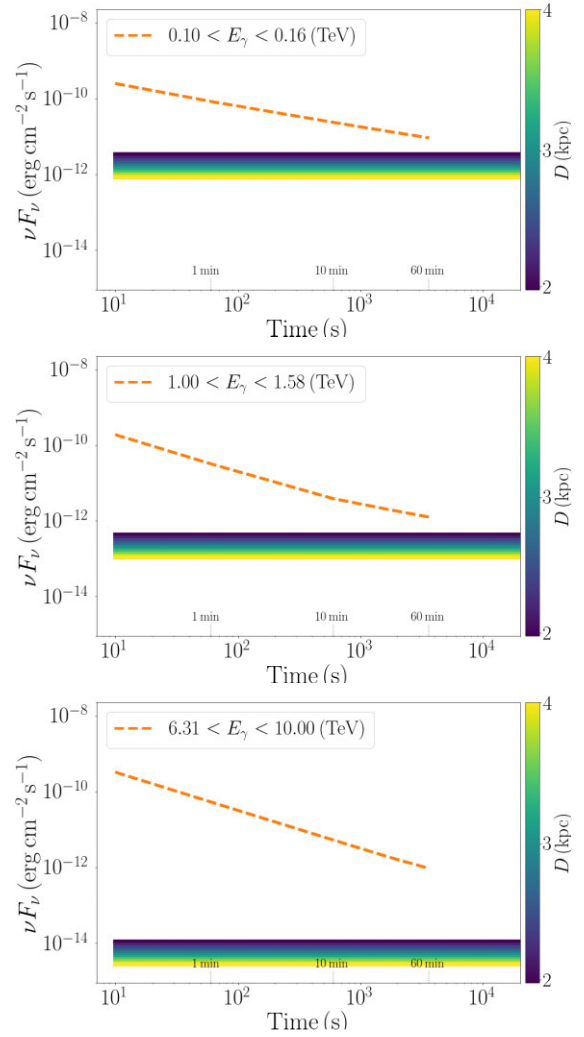 0.10 < E_γ < 0.16 (TeV)
10^−8
10^−10
10^−12
10^−14
νF_ν (erg cm^−2 s^−1)
1 min
10 min
60 min
10^1
10^2
10^3
10^4
Time (s)
4
3
2
D (kpc)
1.00 < E_γ < 1.58 (TeV)
10^−8
10^−10
10^−12
10^−14
νF_ν (erg cm^−2 s^−1)
1 min
10 min
60 min
10^1
10^2
10^3
10^4
Time (s)
4
3
2
D (kpc)
6.31 < E_γ < 10.00 (TeV)
10^−8
10^−10
10^−12
10^−14
νF_ν (erg cm^−2 s^−1)
1 min
10 min
60 min
10^1
10^2
10^3
10^4
Time (s)
4
3
2
D (kpc)